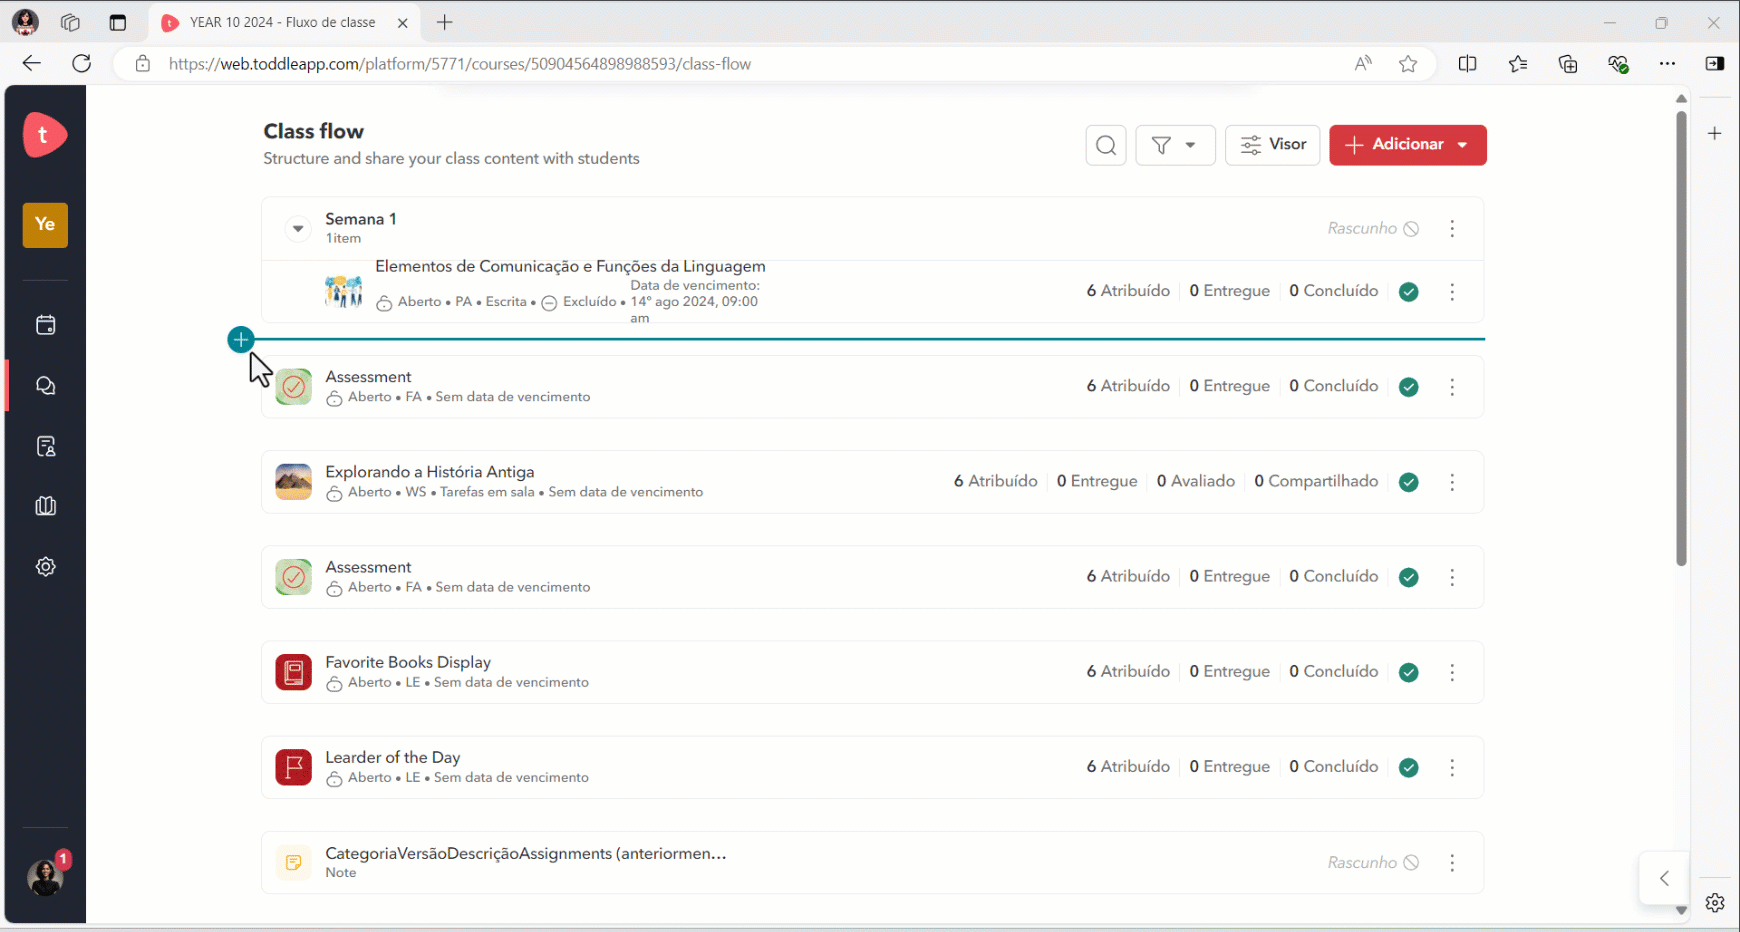 YEAR 10 2024 - Fluxo de classe
https://web.toddleapp.com/platform/5771/courses/50904564898988593/class-flow
t
Ye
1
Class flow
Structure and share your class content with students
Visor
Adicionar
Semana 1
1item
Rascunho
Elementos de Comunicação e Funções da Linguagem
Aberto • PA • Escrita • Excluído • Data de vencimento: 14º ago 2024, 09:00 am
6 Atribuído 0 Entregue 0 Concluído
Assessment
Aberto • FA • Sem data de vencimento
6 Atribuído 0 Entregue 0 Concluído
Explorando a História Antiga
Aberto • WS • Tarefas em sala • Sem data de vencimento
6 Atribuído 0 Entregue 0 Avaliado 0 Compartilhado
Assessment
Aberto • FA • Sem data de vencimento
6 Atribuído 0 Entregue 0 Concluído
Favorite Books Display
Aberto • LE • Sem data de vencimento
6 Atribuído 0 Entregue 0 Concluído
Learder of the Day
Aberto • LE • Sem data de vencimento
6 Atribuído 0 Entregue 0 Concluído
CategoriaVersãoDescriçãoAssignments (anteriormen...
Note
Rascunho